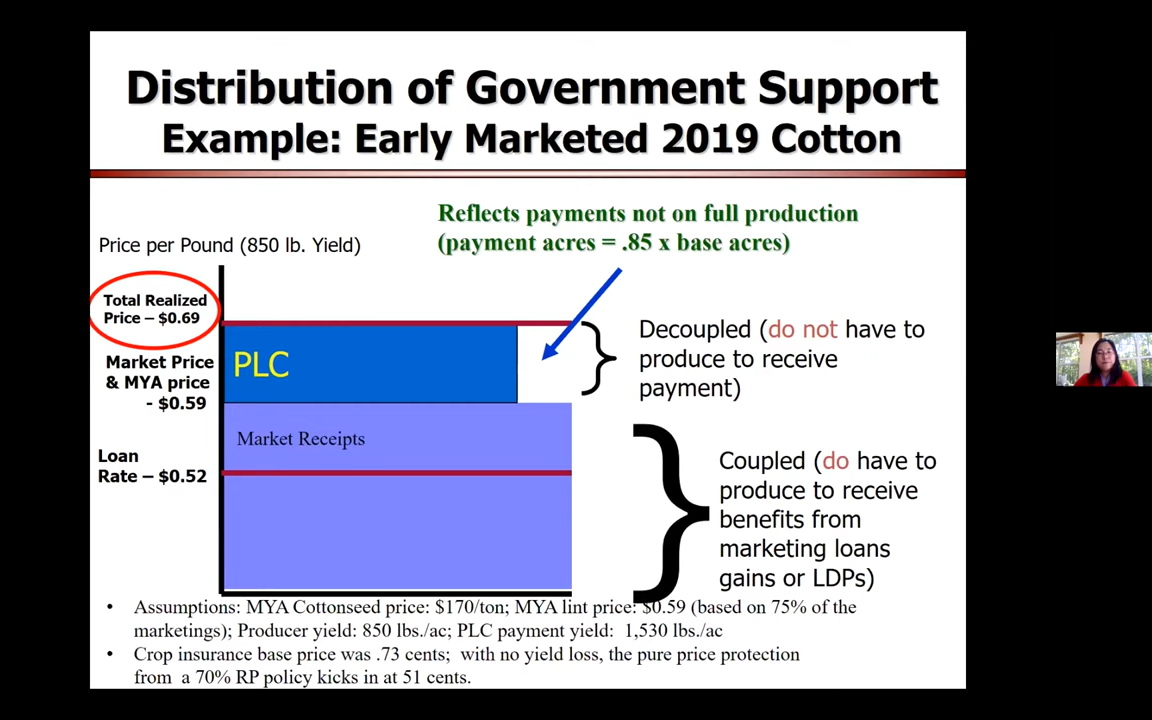 Distribution of Government Support
Example: Early Marketed 2019 Cotton
Reflects payments not on full production
(payment acres = .85 x base acres)
Price per Pound (850 lb. Yield)
Total Realized
Price – $0.69
Market Price
& MYA price
- $0.59
Loan
Rate – $0.52
PLC
Market Receipts
Decoupled (do not have to
produce to receive
payment)
Coupled (do have to
produce to receive
benefits from
marketing loans
gains or LDPs)
• Assumptions: MYA Cottonseed price: $170/ton; MYA lint price: $0.59 (based on 75% of the
marketings); Producer yield: 850 lbs./ac; PLC payment yield: 1,530 lbs./ac
• Crop insurance base price was .73 cents; with no yield loss, the pure price protection
from a 70% RP policy kicks in at 51 cents.